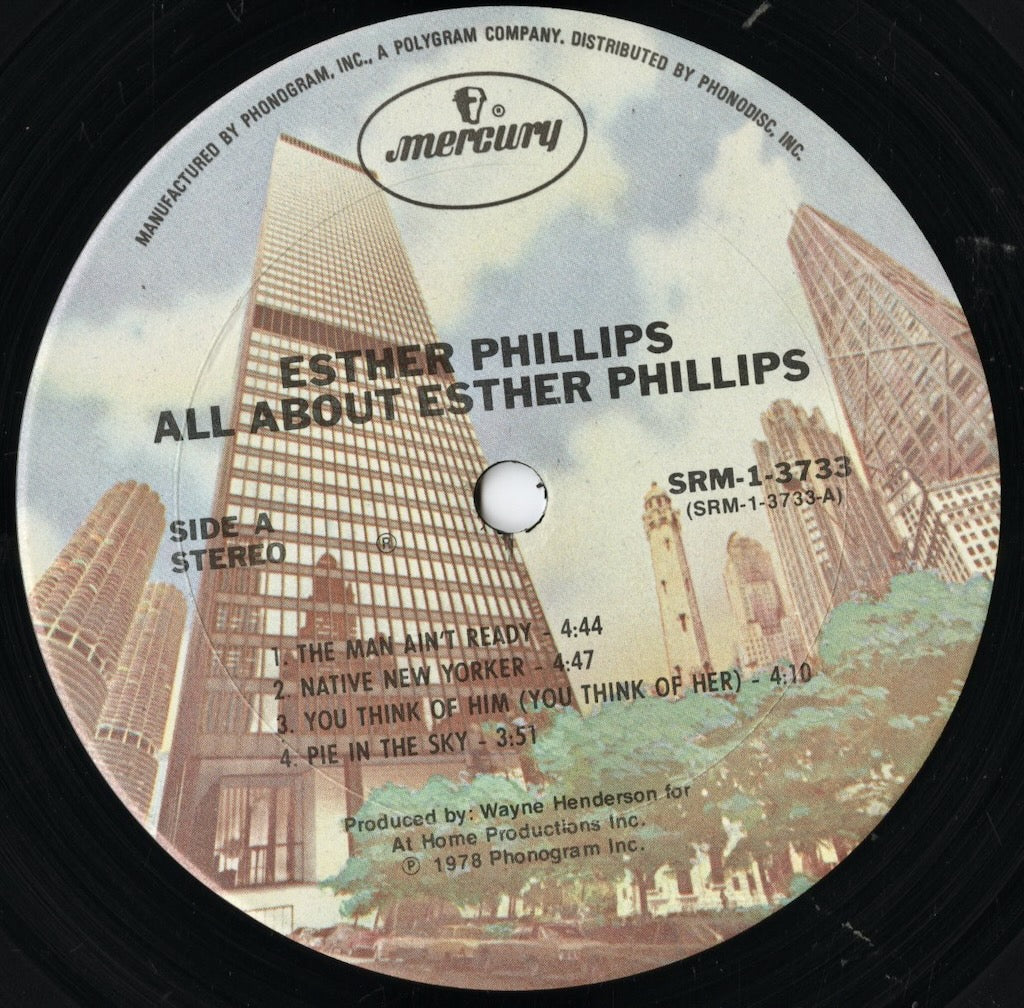 MANUFACTURED BY PHONOGRAM, INC., A POLYGRAM COMPANY. DISTRIBUTED BY PHONODISC, INC.
®
mercury
ESTHER PHILLIPS
ALL ABOUT ESTHER PHILLIPS
SRM-1-3733
(SRM-1-3733-A)
SIDE A
STEREO
®
1. THE MAN AIN'T READY - 4:44
2. NATIVE NEW YORKER - 4:47
3. YOU THINK OF HIM (YOU THINK OF HER) - 4:10
4. PIE IN THE SKY - 3:51
Produced by: Wayne Henderson for
At Home Productions Inc.
℗ 1978 Phonogram Inc.